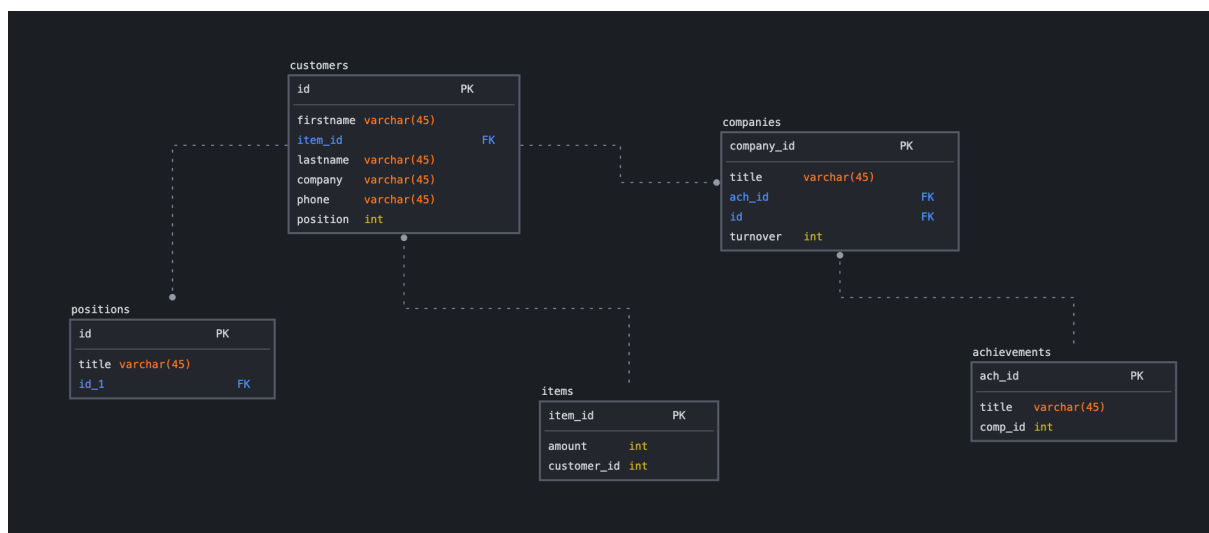 customers
id PK
firstname varchar(45)
item_id FK
lastname varchar(45)
company varchar(45)
phone varchar(45)
position int
companies
company_id PK
title varchar(45)
ach_id FK
id FK
turnover int
positions
id PK
title varchar(45)
id_1 FK
items
item_id PK
amount int
customer_id int
achievements
ach_id PK
title varchar(45)
comp_id int